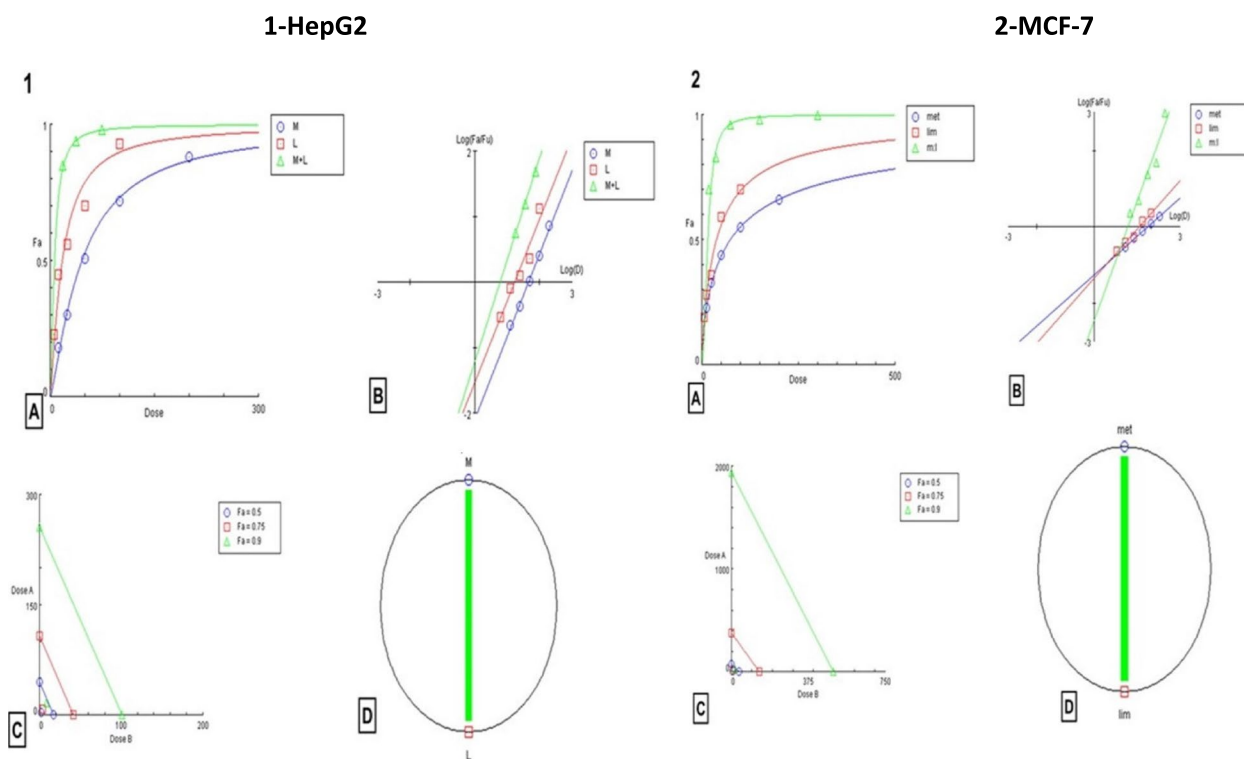 1-HepG2
2-MCF-7
1
1
Fa
0.5
0
0
300
Dose
M
L
M+L
A
Log(Fa/Fu)
2
-3
3
Log(D)
-2
M
L
M+L
B
300
Dose A
150
0
0
100
200
Dose B
Fa = 0.5
Fa = 0.75
Fa = 0.9
C
M
L
D
2
1
Fa
0.5
0
0
500
Dose
met
lim
m:l
A
Log(Fa/Fu)
3
-3
3
Log(D)
-3
met
lim
m:l
B
2000
Dose A
1000
0
0
375
750
Dose B
Fa = 0.5
Fa = 0.75
Fa = 0.9
C
met
lim
D